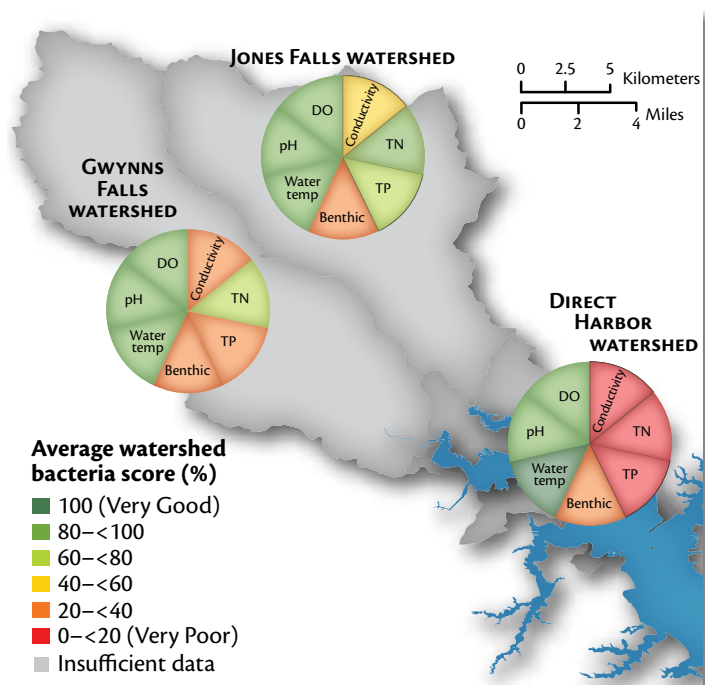 JONES FALLS WATERSHED
0 2.5 5 Kilometers
0 2 4 Miles
DO
Conductivity
pH
TN
Water
temp
TP
Benthic
GWYNNS
FALLS
WATERSHED
DO
Conductivity
pH
TN
Water
temp
TP
Benthic
DIRECT
HARBOR
WATERSHED
DO
Conductivity
pH
TN
Water
temp
TP
Benthic
Average watershed
bacteria score (%)
100 (Very Good)
80–<100
60–<80
40–<60
20–<40
0–<20 (Very Poor)
Insufficient data